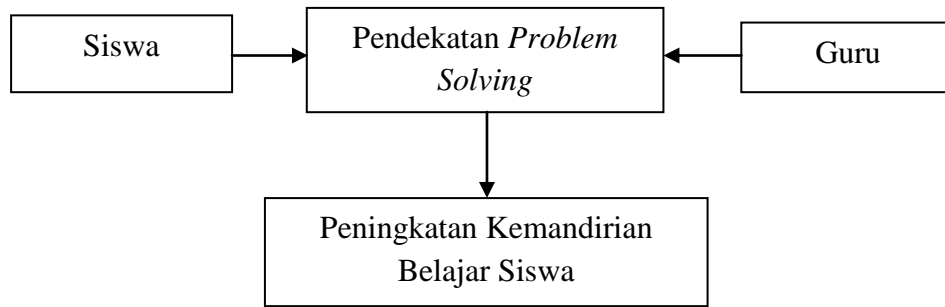 Siswa
Pendekatan Problem
Solving
Guru
Peningkatan Kemandirian
Belajar Siswa